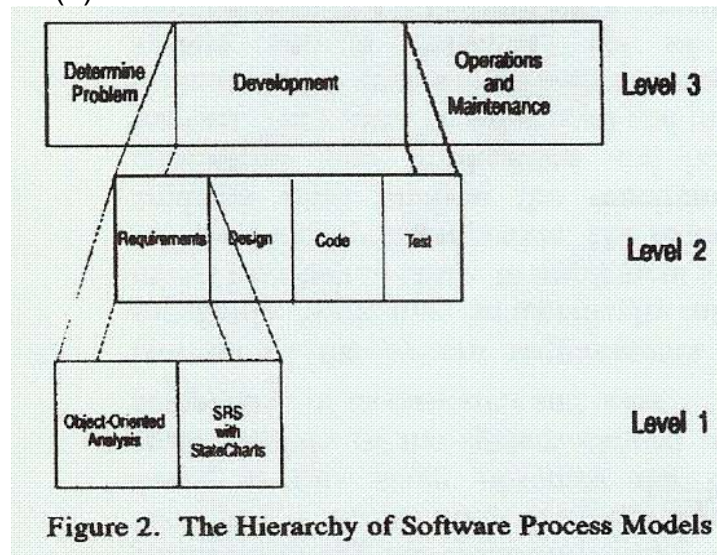 Determine
Problem
Development
Operations
and
Maintenance
Level 3
Requirements
Design
Code
Test
Level 2
Object-Oriented
Analysis
SRS
with
StateCharts
Level 1
Figure 2. The Hierarchy of Software Process Models